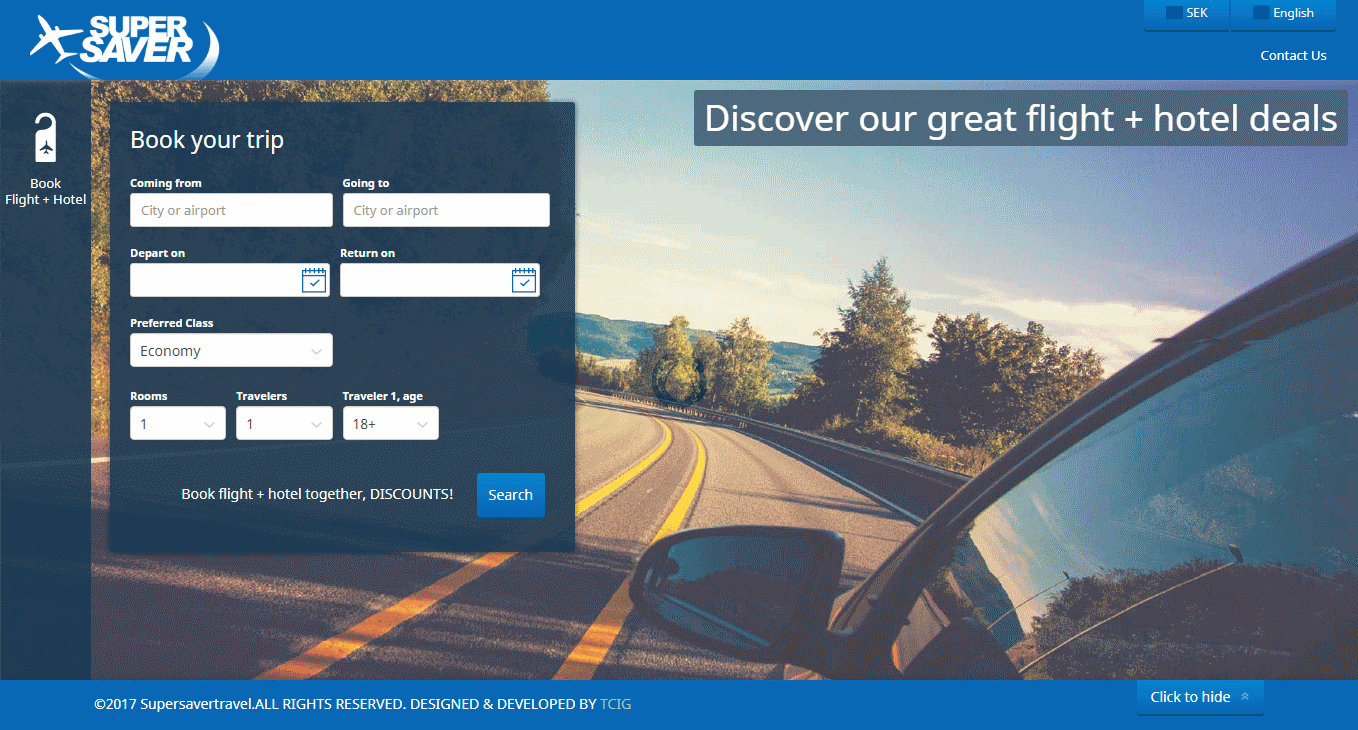 SUPER
SAVER
SEK
English
Contact Us
Book
Flight + Hotel
Discover our great flight + hotel deals
Book your trip
Coming from Going to
City or airport City or airport
Depart on Return on
Preferred Class
Economy
Rooms Travelers Traveler 1, age
1 1 18+
Book flight + hotel together, DISCOUNTS! Search
©2017 Supersavertravel.ALL RIGHTS RESERVED. DESIGNED & DEVELOPED BY TCIG
Click to hide